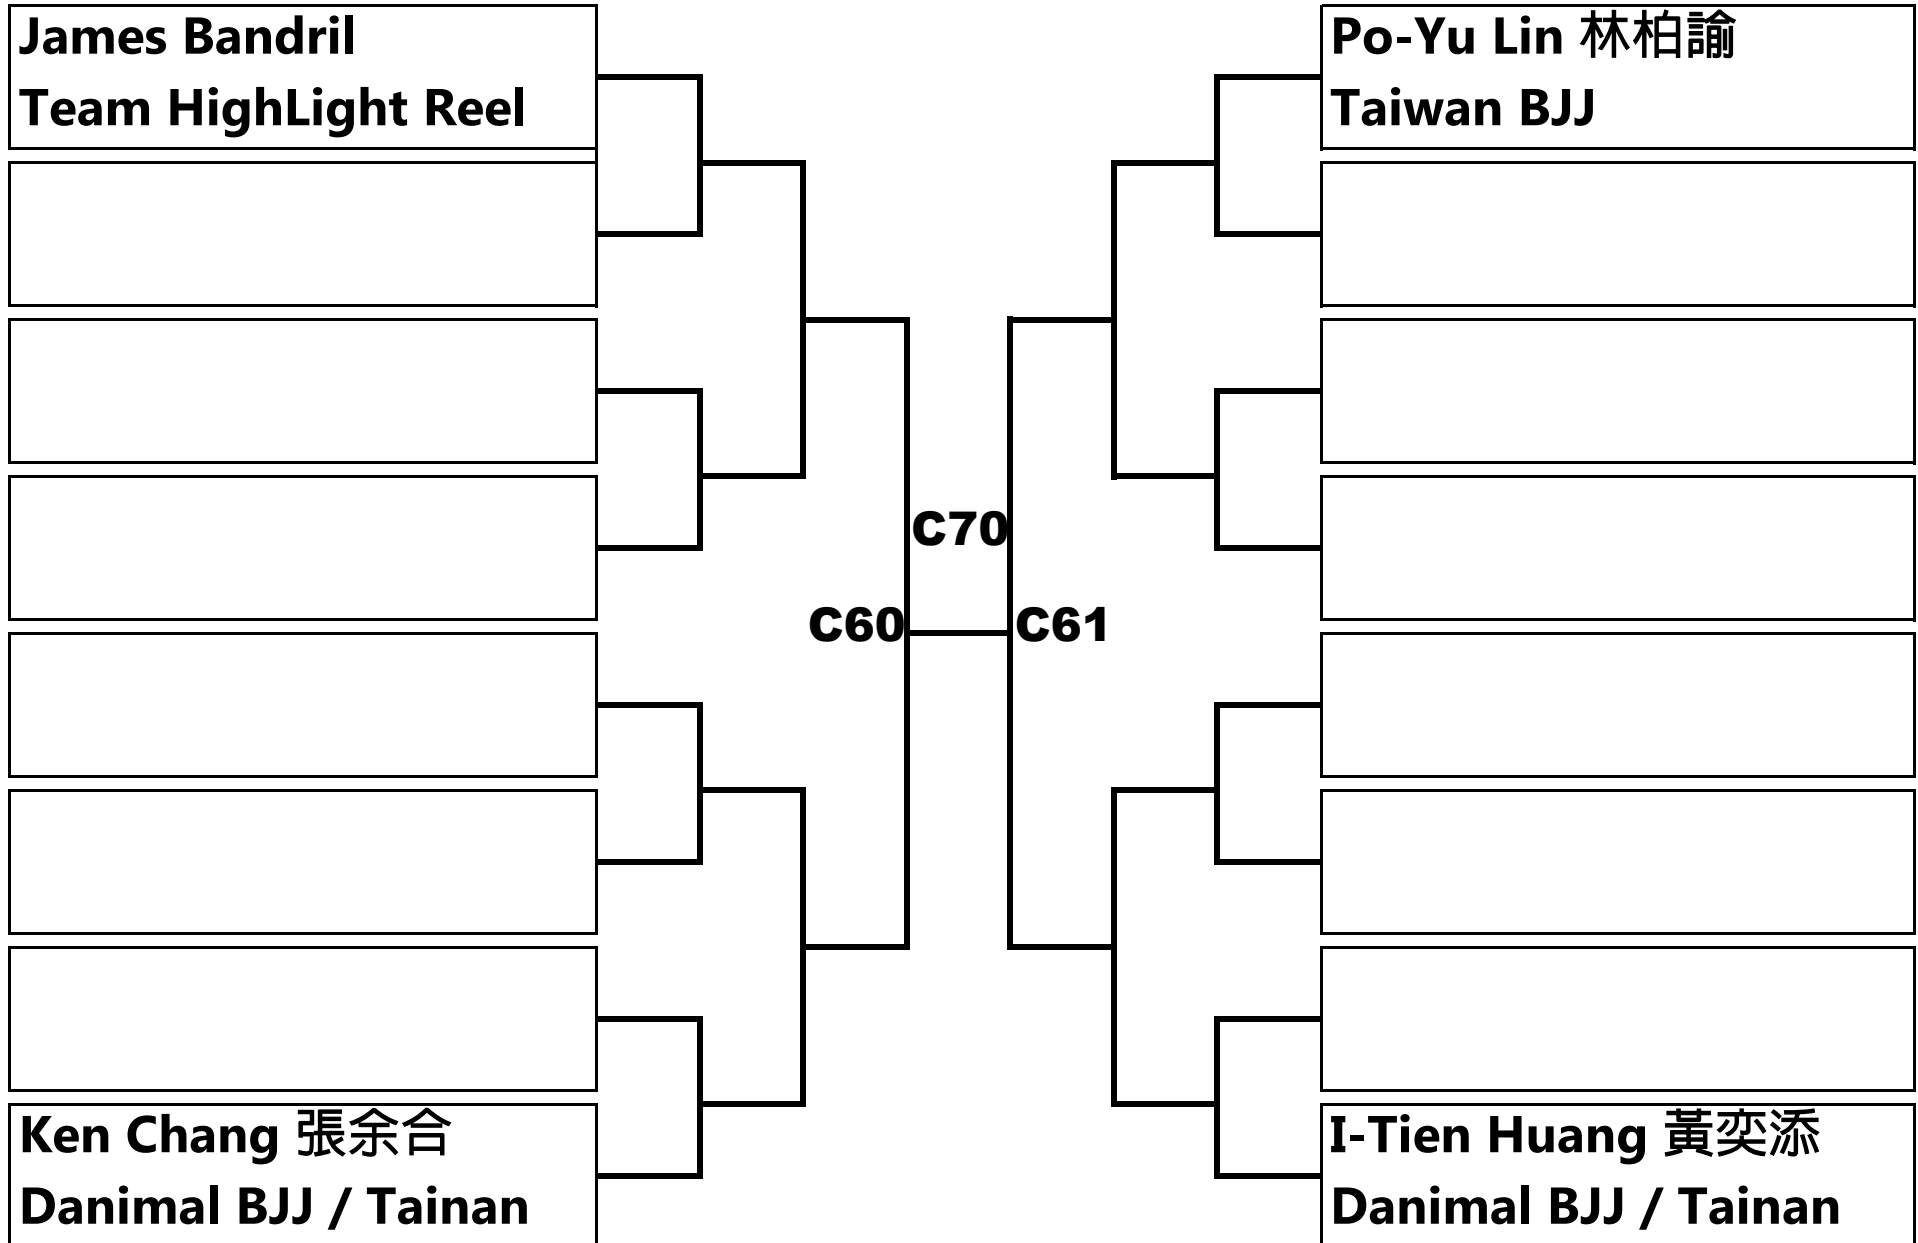 James Bandril
Team HighLight Reel
Po-Yu Lin 林柏諭
Taiwan BJJ
C70
C60
C61
Ken Chang 張余合
Danimal BJJ / Tainan
I-Tien Huang 黃奕添
Danimal BJJ / Tainan